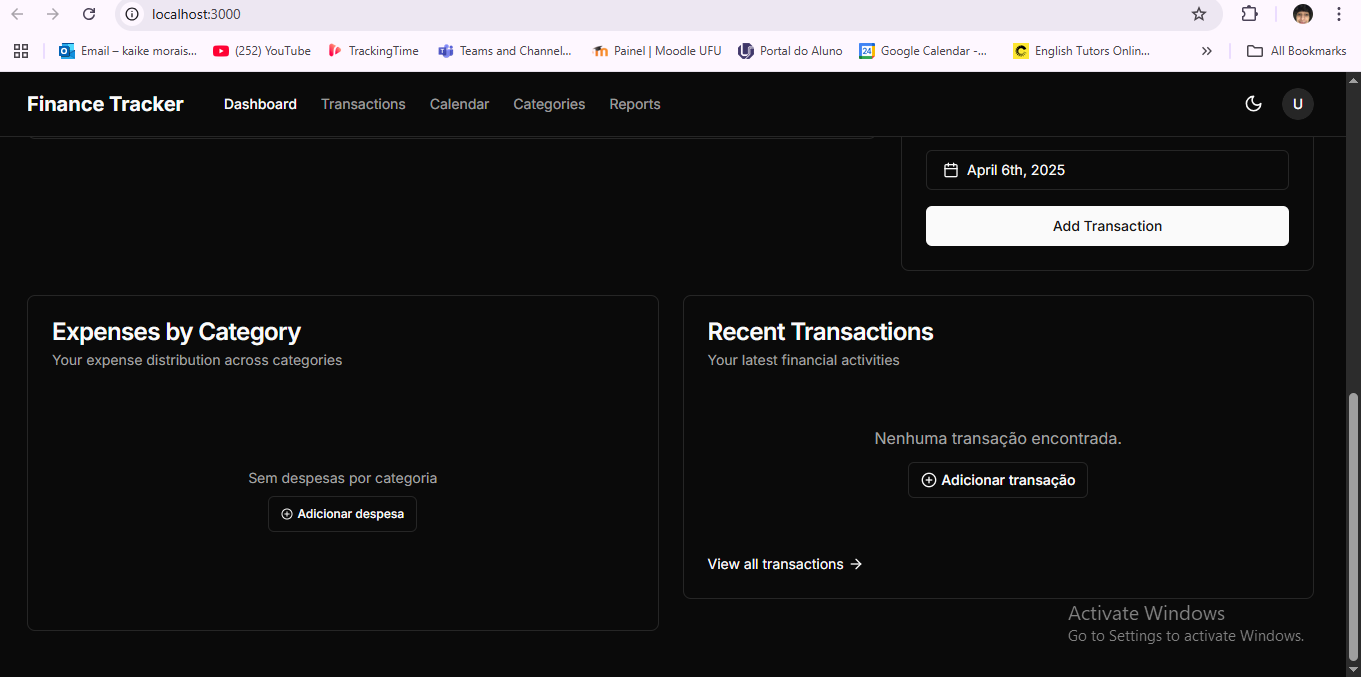 localhost:3000
Email – kaike morais...
(252) YouTube
TrackingTime
Teams and Channel...
Painel | Moodle UFU
Portal do Aluno
24
Google Calendar -...
English Tutors Onlin...
All Bookmarks
Finance Tracker
Dashboard
Transactions
Calendar
Categories
Reports
U
April 6th, 2025
Add Transaction
Expenses by Category
Your expense distribution across categories
Sem despesas por categoria
Adicionar despesa
Recent Transactions
Your latest financial activities
Nenhuma transação encontrada.
Adicionar transação
View all transactions
Activate Windows
Go to Settings to activate Windows.